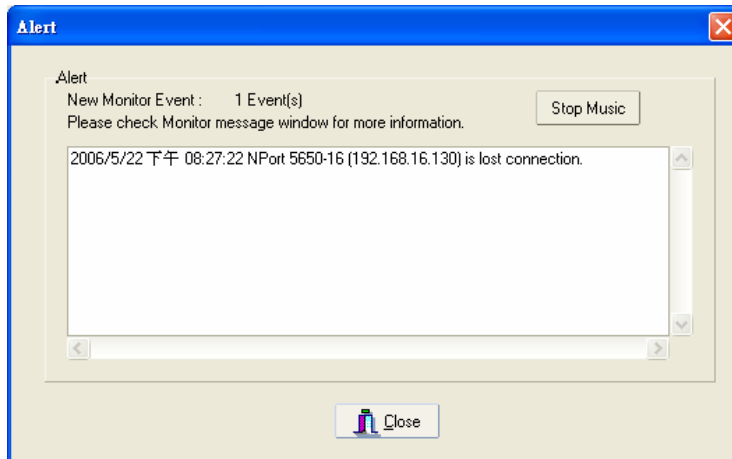 Alert
Alert
New Monitor Event : 1 Event(s)
Please check Monitor message window for more information.
Stop Music
2006/5/22 下午 08:27:22 NPort 5650-16 (192.168.16.130) is lost connection.
Close